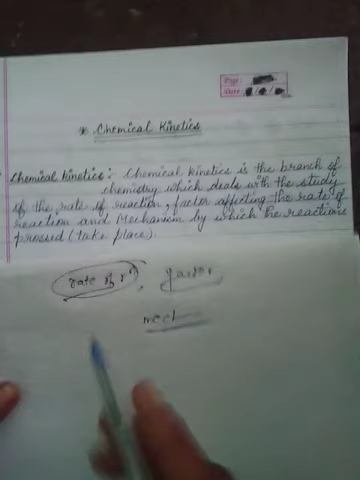 Page:
Date
* Chemical Kinetics
Chemical Kinetics:- Chemical kinetics is the branch of
chemistry which deals with the study
of the rate of reaction, factor affecting the rate of
reaction and Mechanism by which the reactions
prossed (take place).
rate of rxn,
mech